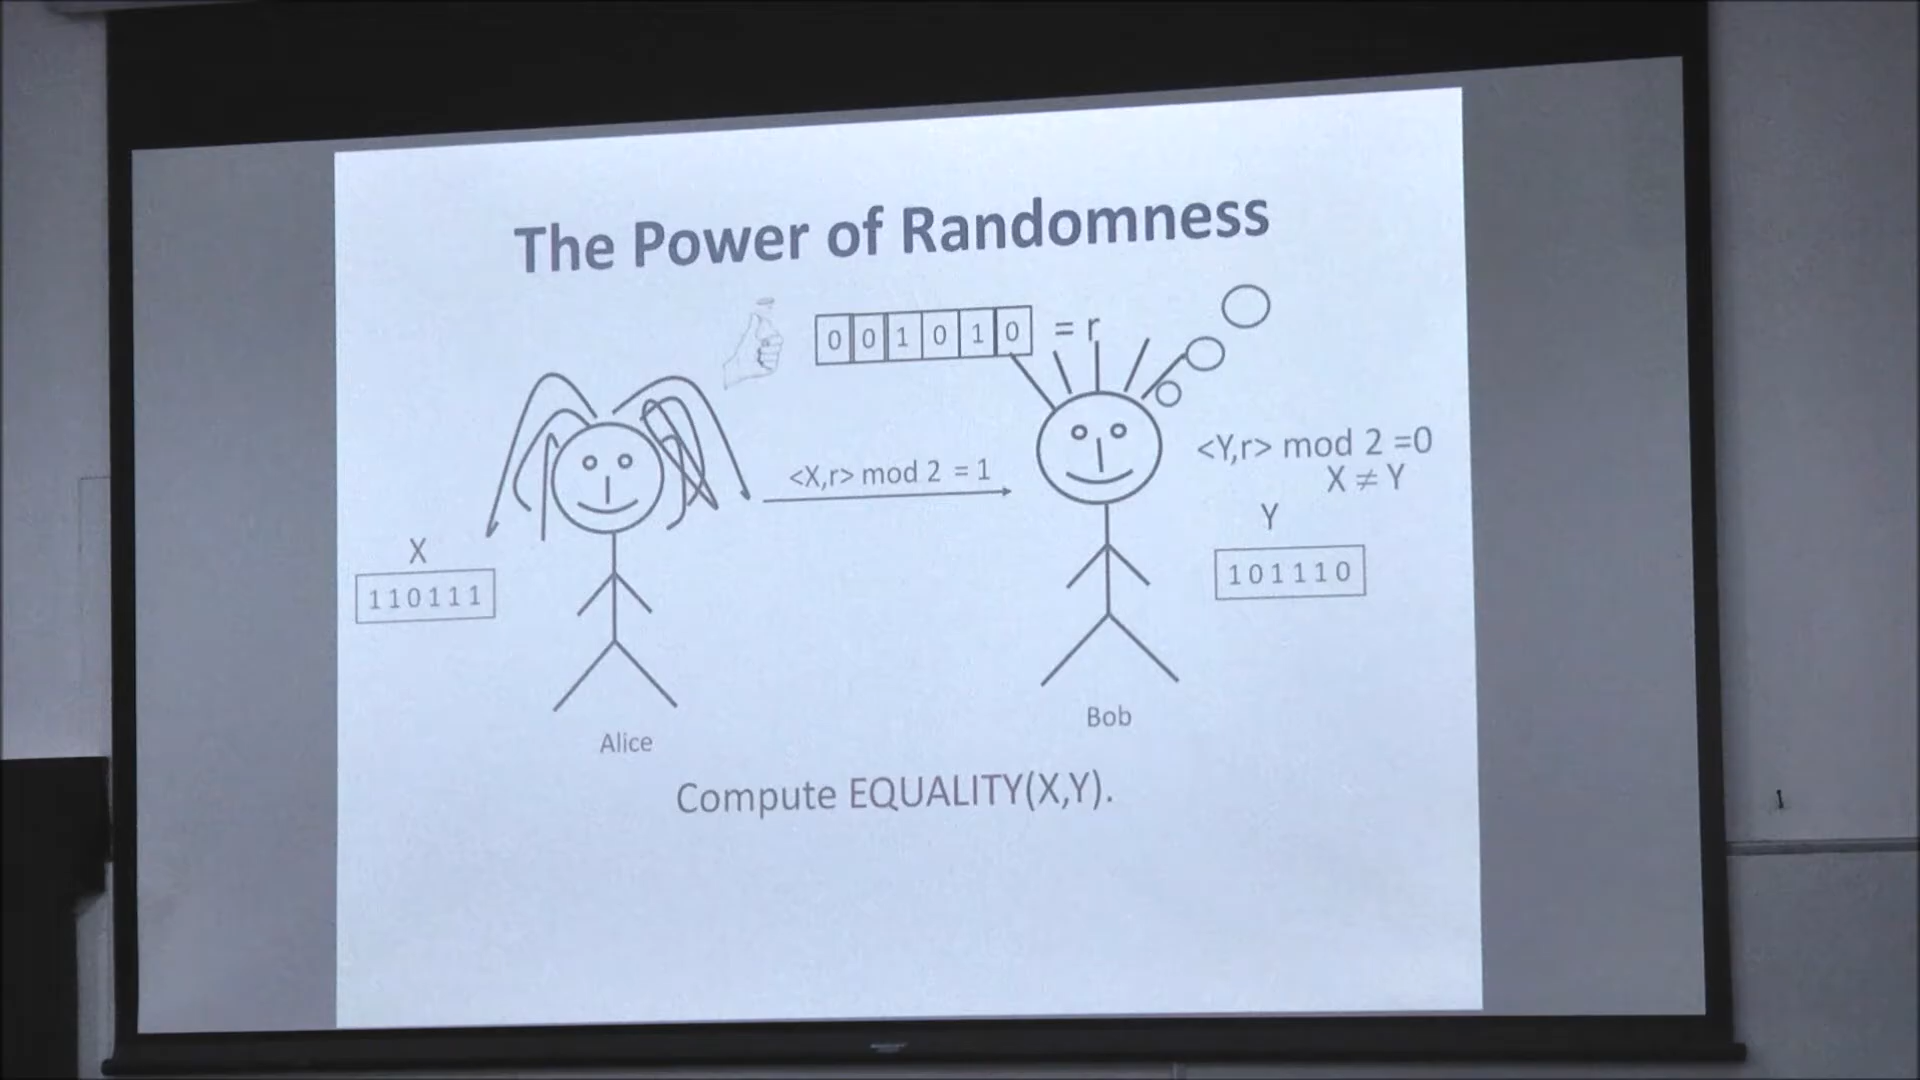 The Power of Randomness
0 0 1 0 1 0 = r
<X,r> mod 2 = 1
<Y,r> mod 2 =0
X ≠ Y
X
110111
Y
101110
Alice
Bob
Compute EQUALITY(X,Y).